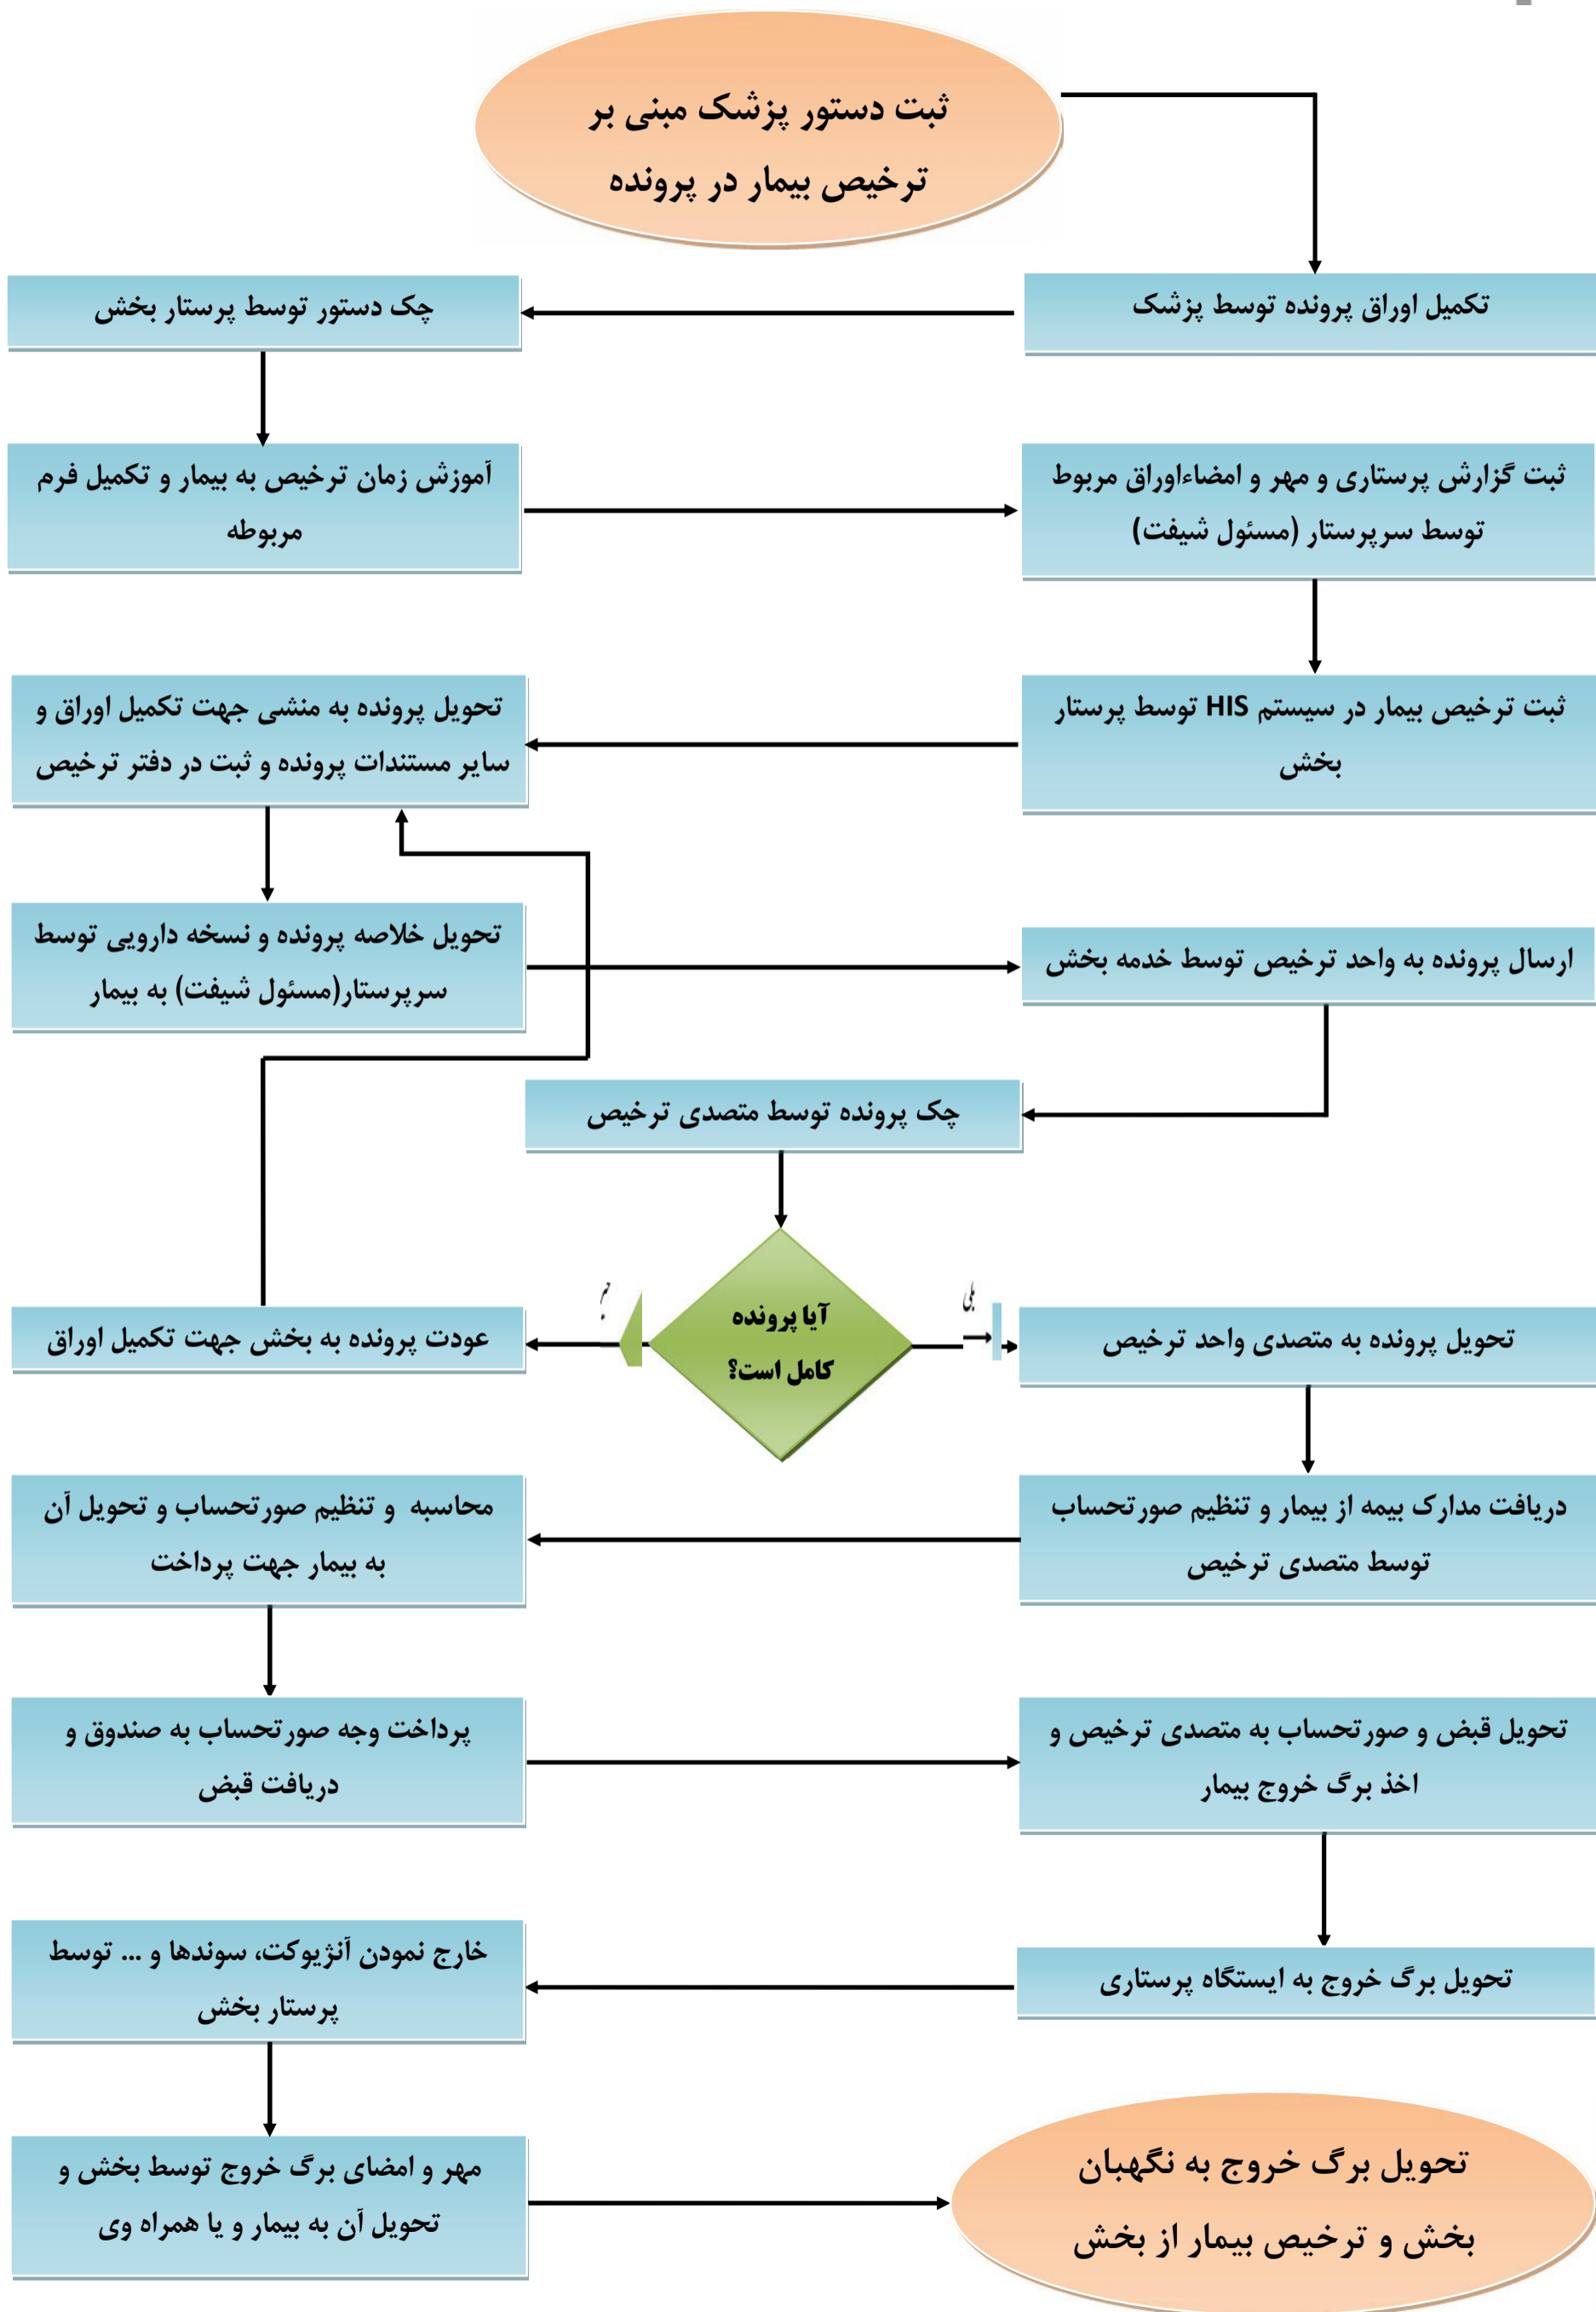 ثبت دستور پزشک مبنی بر
ترخیص بیمار در پرونده
تکمیل اوراق پرونده توسط پزشک
چک دستور توسط پرستار بخش
آموزش زمان ترخیص به بیمار و تکمیل فرم
مربوطه
ثبت گزارش پرستاری و مهر و امضاءاوراق مربوط
توسط سرپرستار (مسئول شیفت)
ثبت ترخیص بیمار در سیستم HIS توسط پرستار
بخش
تحویل پرونده به منشی جهت تکمیل اوراق و
سایر مستندات پرونده و ثبت در دفتر ترخیص
تحویل خلاصه پرونده و نسخه دارویی توسط
سرپرستار(مسئول شیفت) به بیمار
ارسال پرونده به واحد ترخیص توسط خدمه بخش
چک پرونده توسط متصدی ترخیص
آیا پرونده
کامل است؟
بلی
عودت پرونده به بخش جهت تکمیل اوراق
تحویل پرونده به متصدی واحد ترخیص
دریافت مدارک بیمه از بیمار و تنظیم صورتحساب
توسط متصدی ترخیص
محاسبه و تنظیم صورتحساب و تحویل آن
به بیمار جهت پرداخت
پرداخت وجه صورتحساب به صندوق و
دریافت قبض
تحویل قبض و صورتحساب به متصدی ترخیص و
اخذ برگ خروج بیمار
تحویل برگ خروج به ایستگاه پرستاری
خارج نمودن آنژیوکت، سوندها و ... توسط
پرستار بخش
مهر و امضای برگ خروج توسط بخش و
تحویل آن به بیمار و یا همراه وی
تحویل برگ خروج به نگهبان
بخش و ترخیص بیمار از بخش